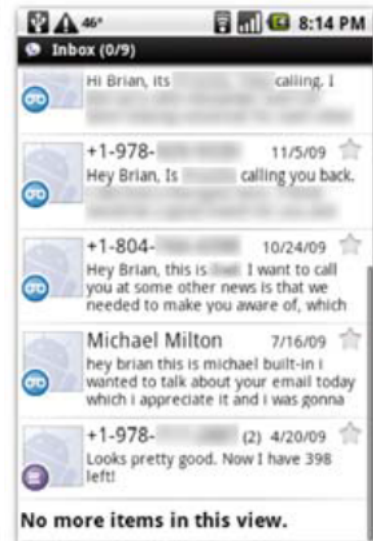 46° 8:14 PM
Inbox (0/9)
Hi Brian, its calling. I
+1-978- 11/5/09
Hey Brian, Is calling you back.
+1-804- 10/24/09
Hey Brian, this is I want to call
you at some other news is that we
needed to make you aware of, which
Michael Milton 7/16/09
hey brian this is michael built-in i
wanted to talk about your email today
which i appreciate it and i was gonna
+1-978- (2) 4/20/09
Looks pretty good. Now I have 398
left!
No more items in this view.